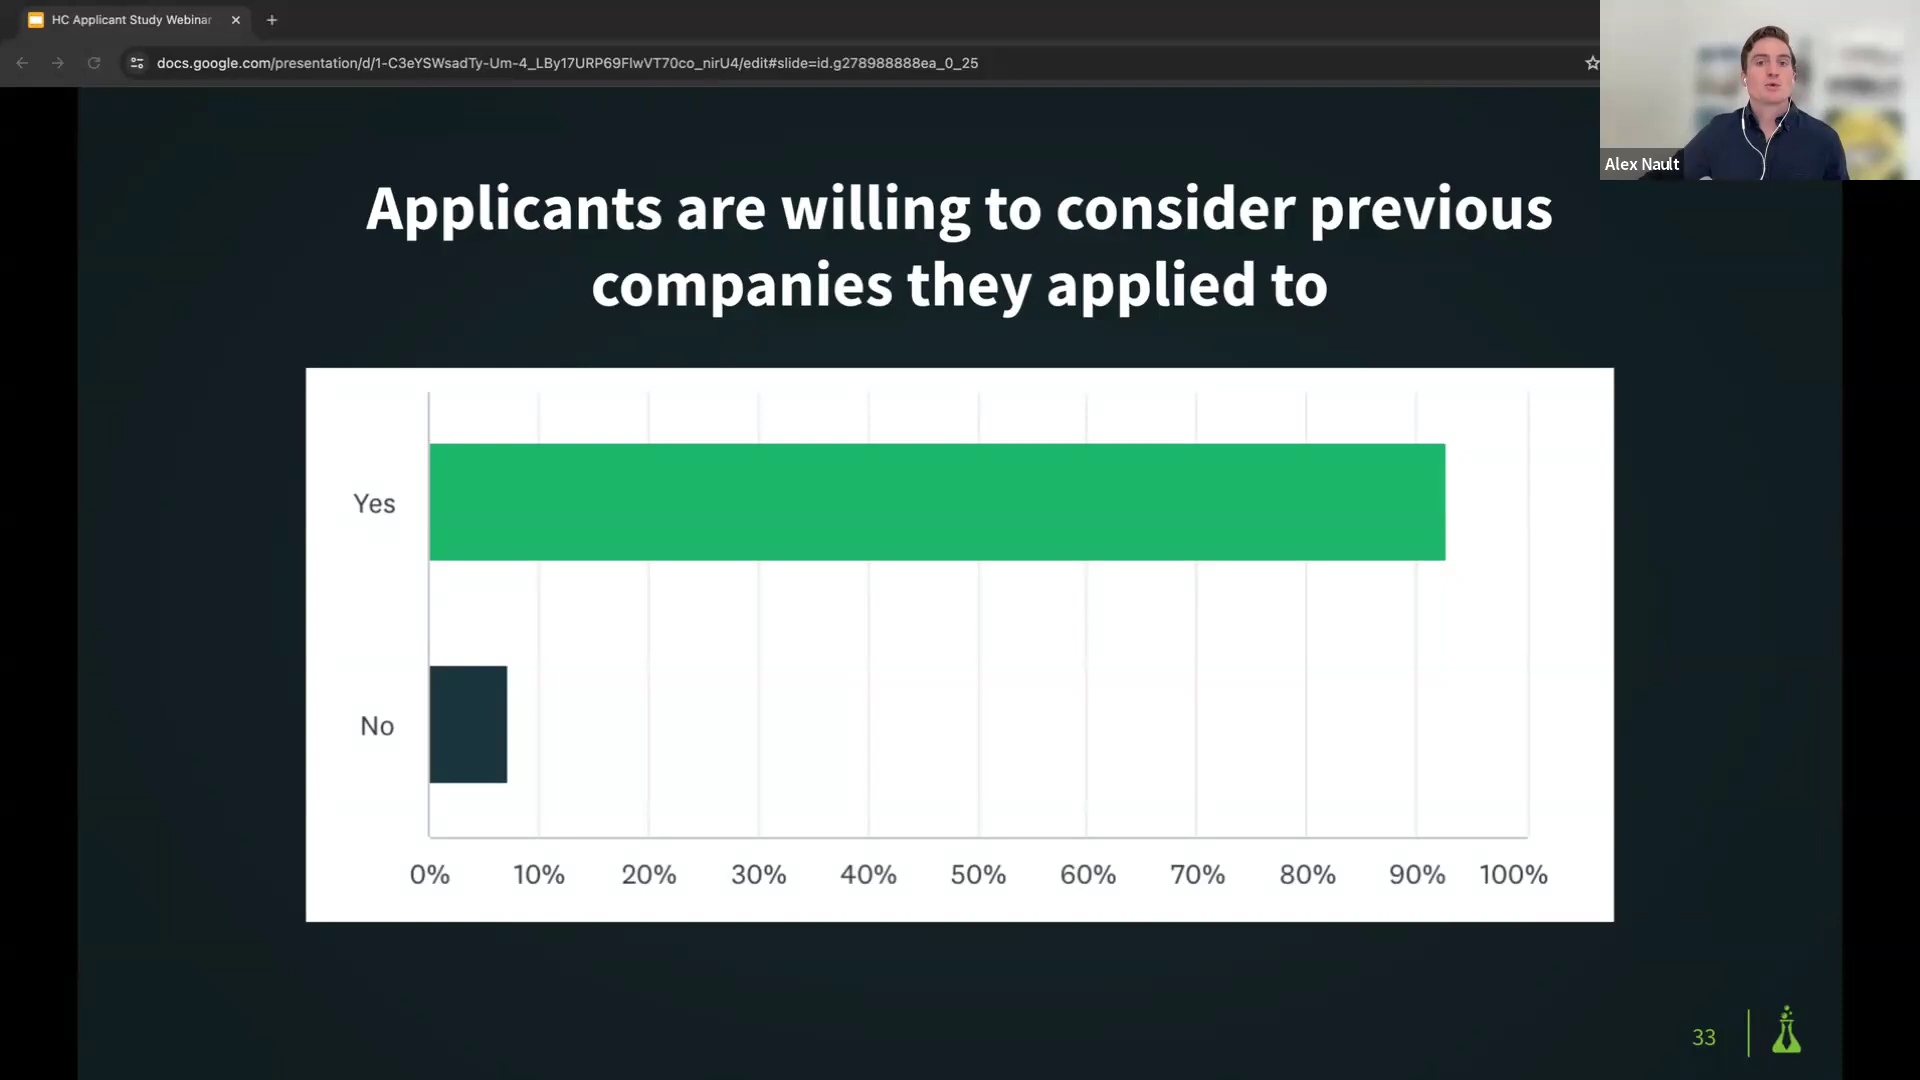 HC Applicant Study Webinar
docs.google.com/presentation/d/1-C3eYSWsadTy-Um-4_LBy17URP69FlwVT70co_nirU4/edit#slide=id.g278988888ea_0_25
Alex Nault
Applicants are willing to consider previous
companies they applied to
Yes
No
0% 10% 20% 30% 40% 50% 60% 70% 80% 90% 100%
33